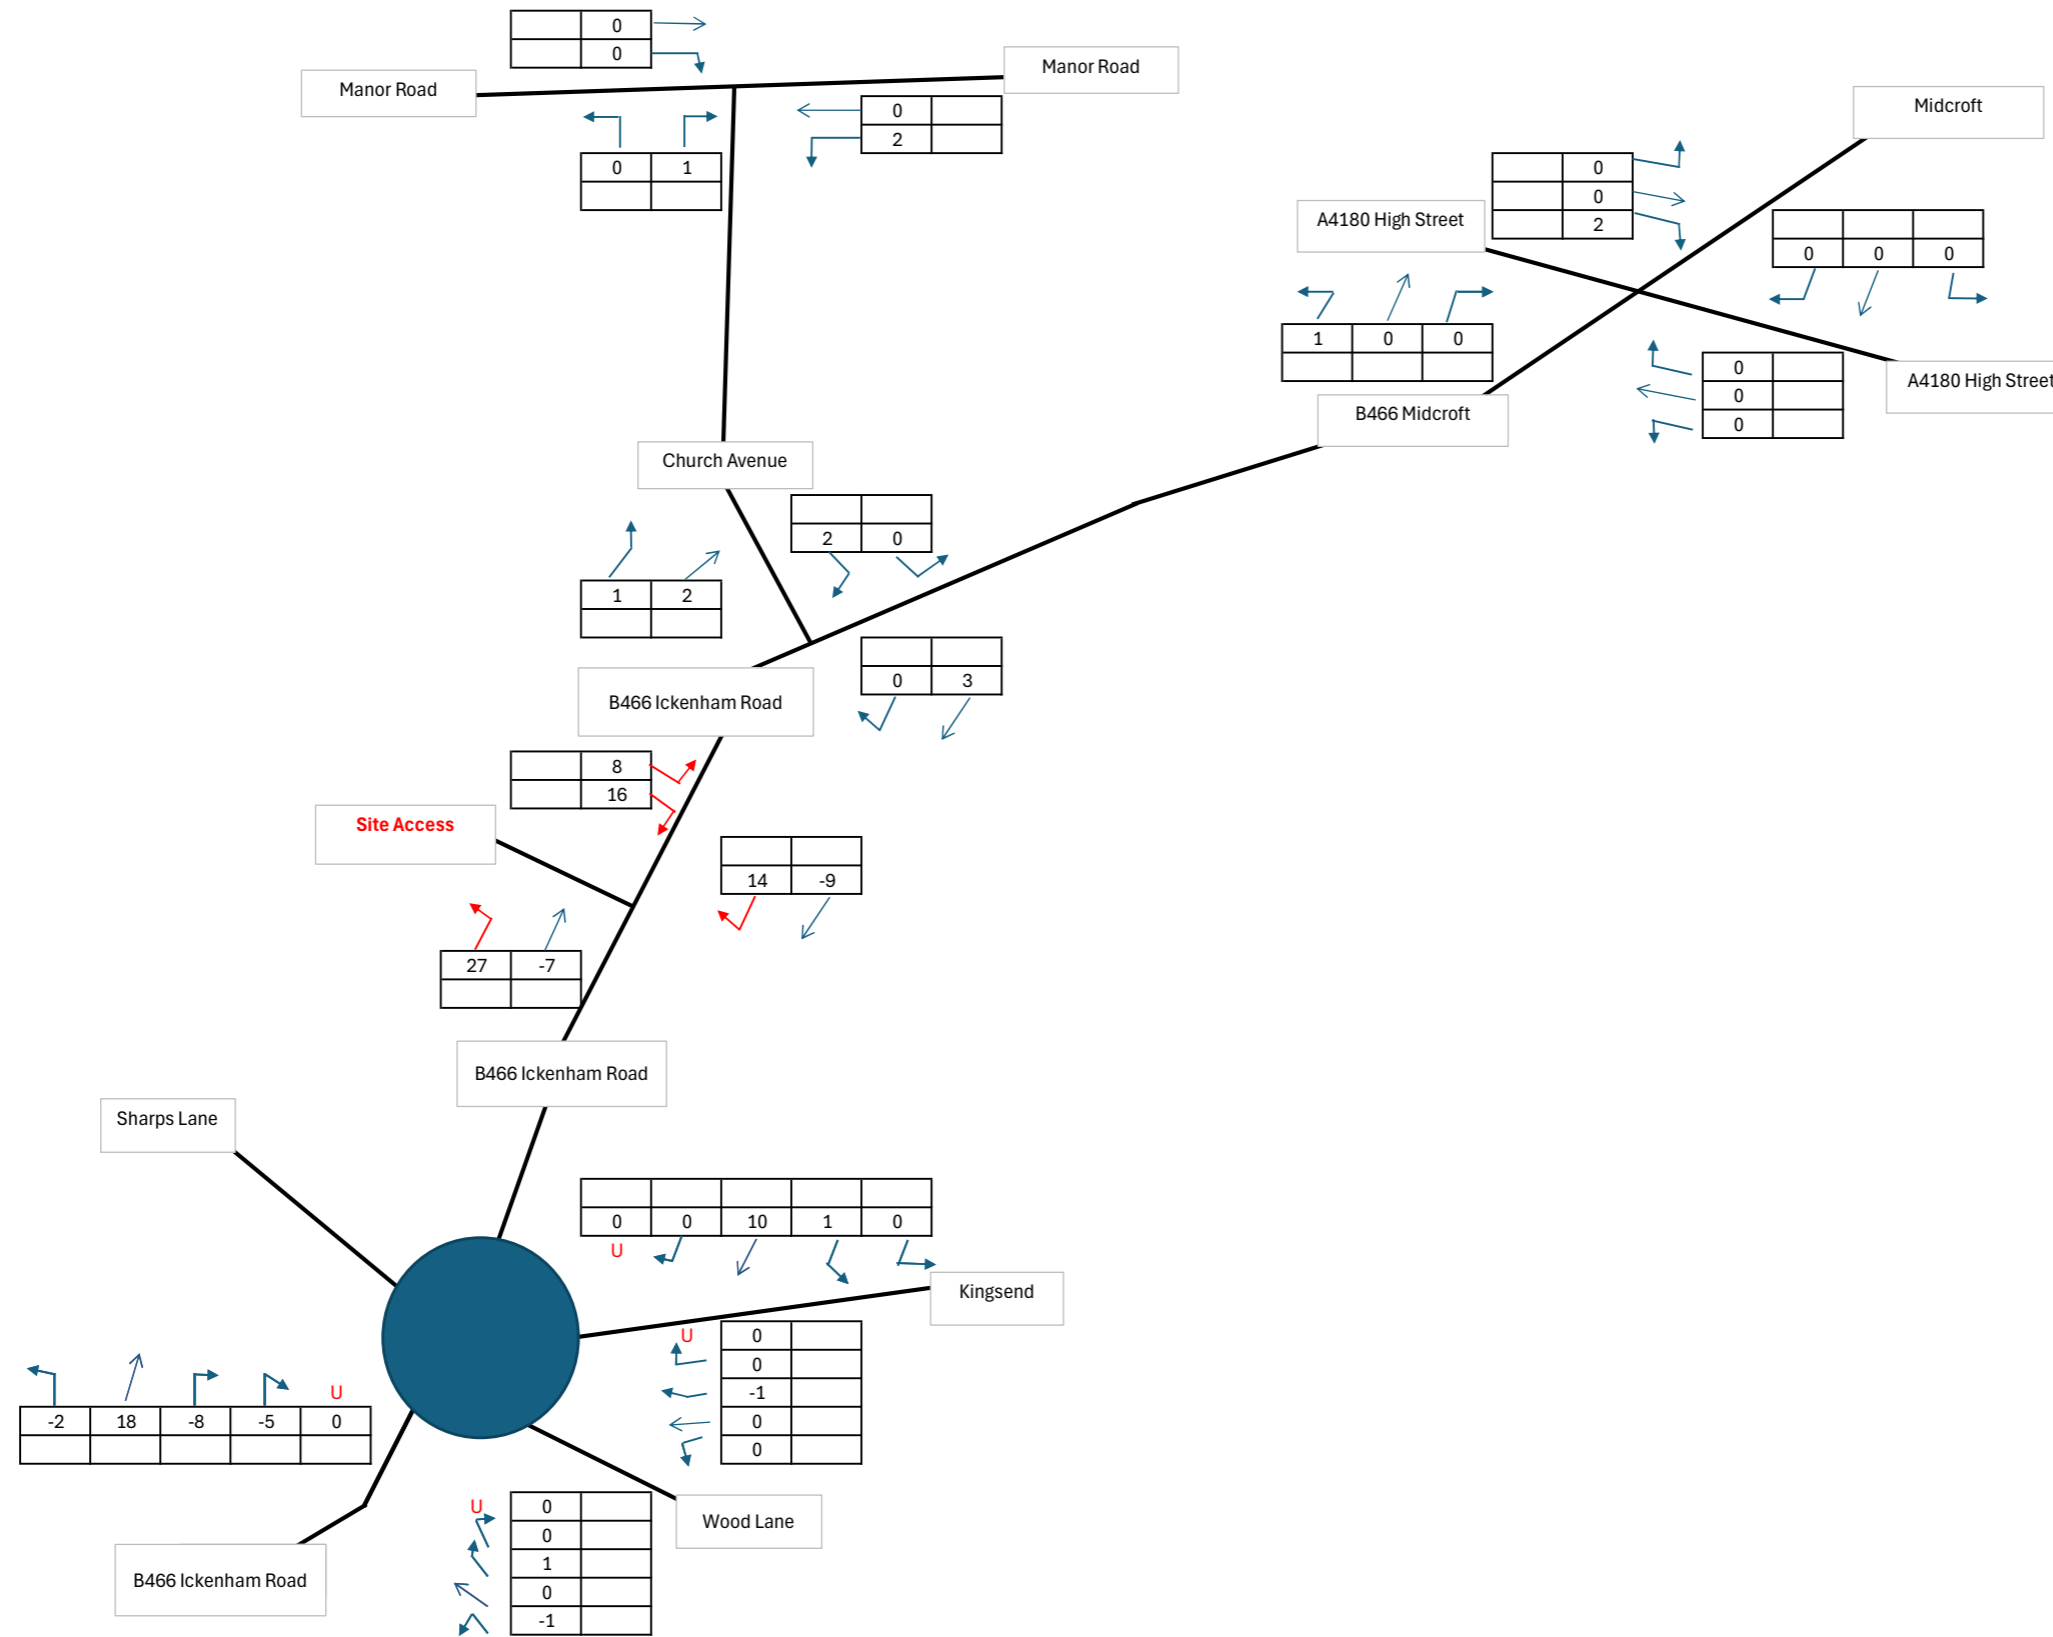 0
0
Manor Road
Manor Road
0
2
0 1
Midcroft
0
0
2
A4180 High Street
0 0 0
1 0 0
0
0
0
A4180 High Street
B466 Midcroft
Church Avenue
2 0
1 2
0 3
B466 Ickenham Road
8
16
Site Access
14 -9
27 -7
B466 Ickenham Road
Sharps Lane
0 0 10 1 0
U
Kingsend
U 0
0
-1
0
0
U
-2 18 -8 -5 0
U 0
0
1
0
-1
Wood Lane
B466 Ickenham Road